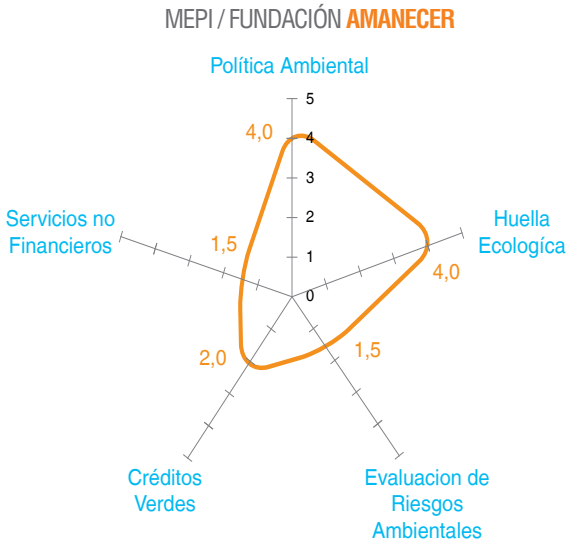 MEPI / FUNDACIÓN AMANECER
Política Ambiental
5
4,0
4
3
Servicios no
Financieros
1,5
2
Huella
Ecologíca
1
4,0
0
2,0
1,5
Créditos
Verdes
Evaluacion de
Riesgos
Ambientales